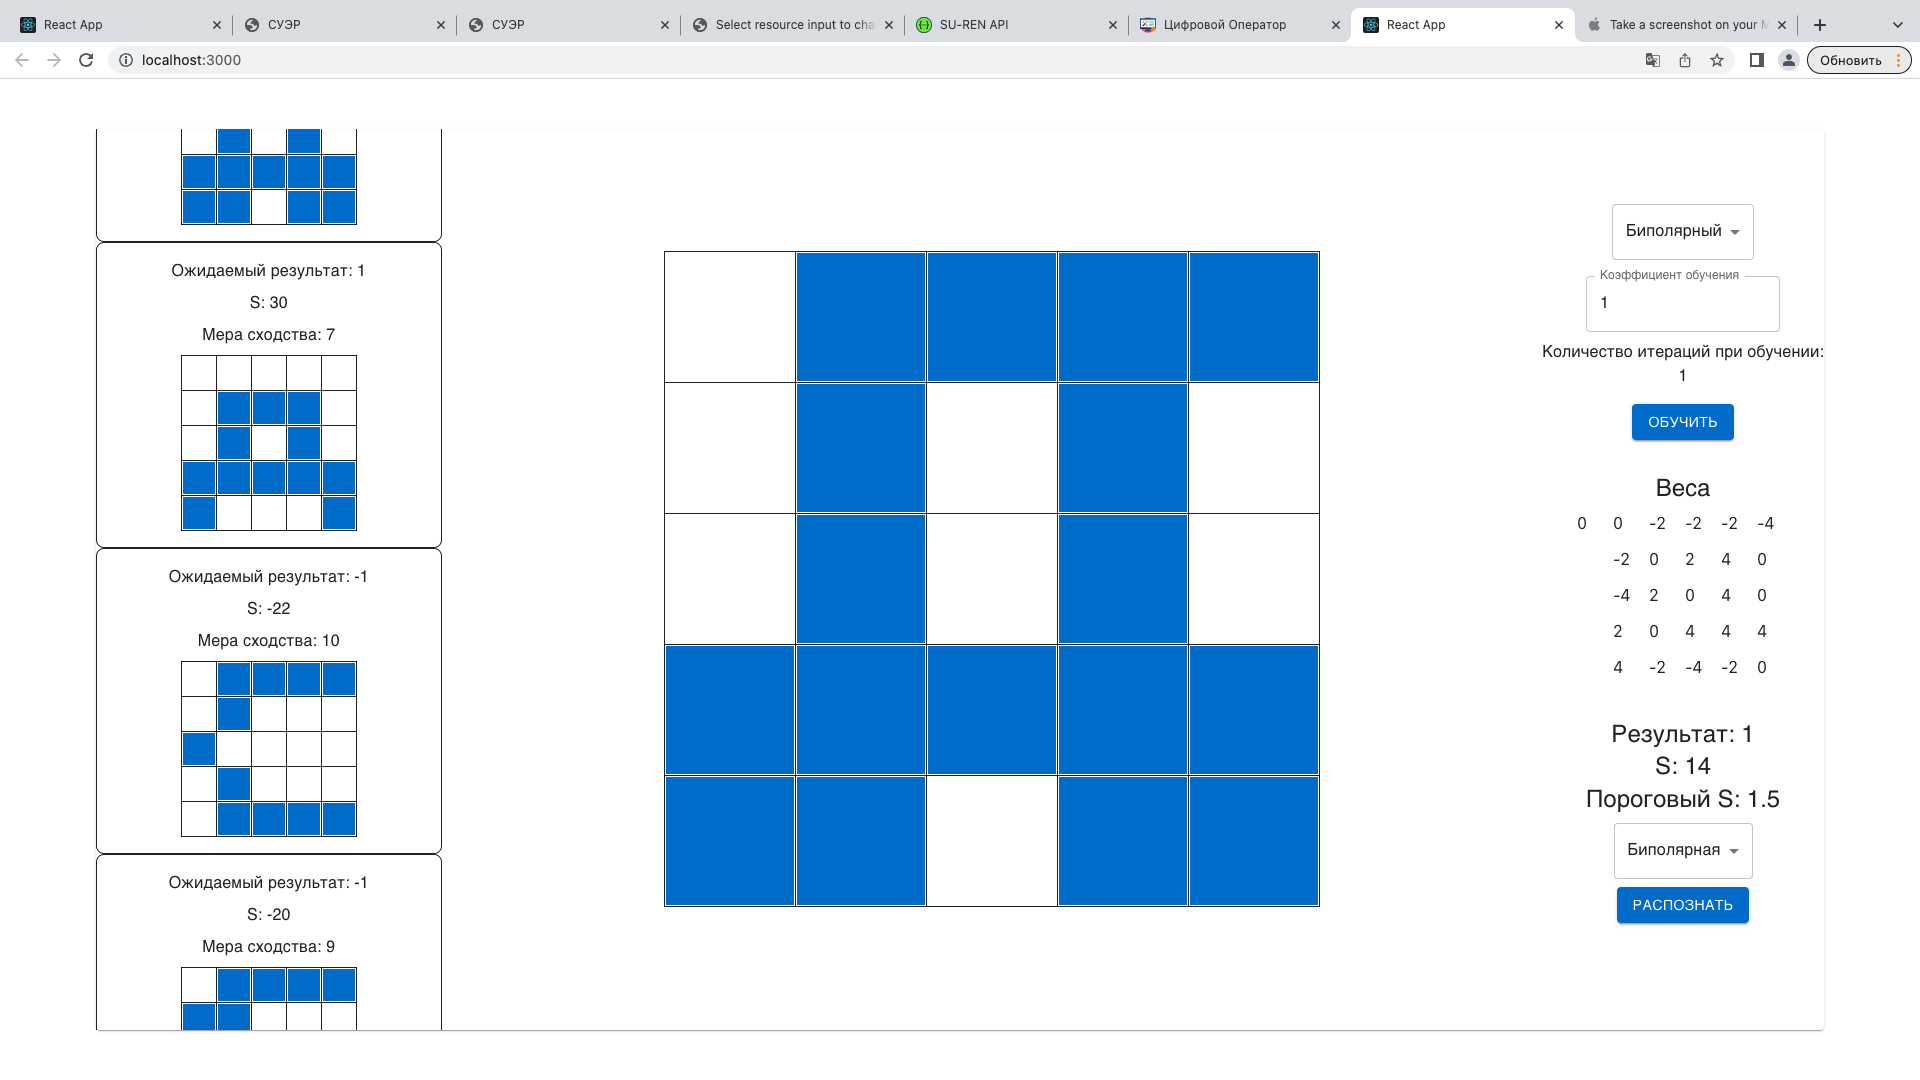 React App
СУЭР
СУЭР
Select resource input to cha
SU-REN API
Цифровой Оператор
React App
Take a screenshot on your M
localhost:3000
Обновить
Ожидаемый результат: 1
S: 30
Мера сходства: 7
Ожидаемый результат: -1
S: -22
Мера сходства: 10
Ожидаемый результат: -1
S: -20
Мера сходства: 9
Биполярный
Коэффициент обучения
1
Количество итераций при обучении:
1
ОБУЧИТЬ
Веса
0 0 -2 -2 -2 -4
-2 0 2 4 0
-4 2 0 4 0
2 0 4 4 4
4 -2 -4 -2 0
Результат: 1
S: 14
Пороговый S: 1.5
Биполярная
РАСПОЗНАТЬ